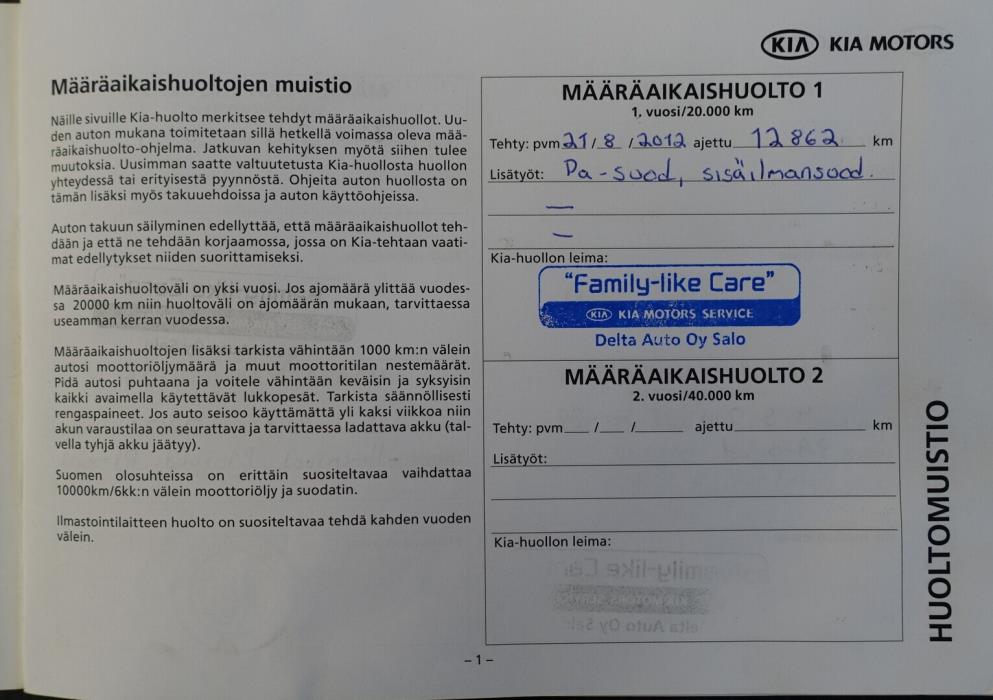 KIA KIA MOTORS
Määräaikaishuoltojen muistio
Näille sivuille Kia-huolto merkitsee tehdyt määräaikaishuollot. Uu-
den auton mukana toimitetaan sillä hetkellä voimassa oleva mää-
räaikaishuolto-ohjelma. Jatkuvan kehityksen myötä siihen tulee
muutoksia. Uusimman saatte valtuutetusta Kia-huollosta huollon
yhteydessä tai erityisestä pyynnöstä. Ohjeita auton huollosta on
tämän lisäksi myös takuuehdoissa ja auton käyttöohjeissa.
Auton takuun säilyminen edellyttää, että määräaikaishuollot teh-
dään ja että ne tehdään korjaamossa, jossa on Kia-tehtaan vaati-
mat edellytykset niiden suorittamiseksi.
Määräaikaishuoltoväli on yksi vuosi. Jos ajomäärä ylittää vuodes-
sa 20000 km niin huoltoväli on ajomäärän mukaan, tarvittaessa
useamman kerran vuodessa.
Määräaikaishuoltojen lisäksi tarkista vähintään 1000 km:n välein
autosi moottoriöljymäärä ja muut moottoritilan nestemäärät.
Pidä autosi puhtaana ja voitele vähintään keväisin ja syksyisin
kaikki avaimella käytettävät lukkopesät. Tarkista säännöllisesti
rengaspaineet. Jos auto seisoo käyttämättä yli kaksi viikkoa niin
akun varaustilaa on seurattava ja tarvittaessa ladattava akku (tal-
vella tyhjä akku jäätyy).
Suomen olosuhteissa on erittäin suositeltavaa vaihdattaa
10000km/6kk:n välein moottoriöljy ja suodatin.
Ilmastointilaitteen huolto on suositeltavaa tehdä kahden vuoden
välein.
MÄÄRÄAIKAISHUOLTO 1
1. vuosi/20.000 km
Tehty: pvm 21 / 8 / 2012 ajettu 12862 km
Lisätyöt: Pa-suod, sisäilmansuod.
—
—
Kia-huollon leima:
"Family-like Care"
KIA KIA MOTORS SERVICE
Delta Auto Oy Salo
MÄÄRÄAIKAISHUOLTO 2
2. vuosi/40.000 km
Tehty: pvm___ /___ /______ ajettu________________ km
Lisätyöt:
Kia-huollon leima:
HUOLTOMUISTIO
– 1 –